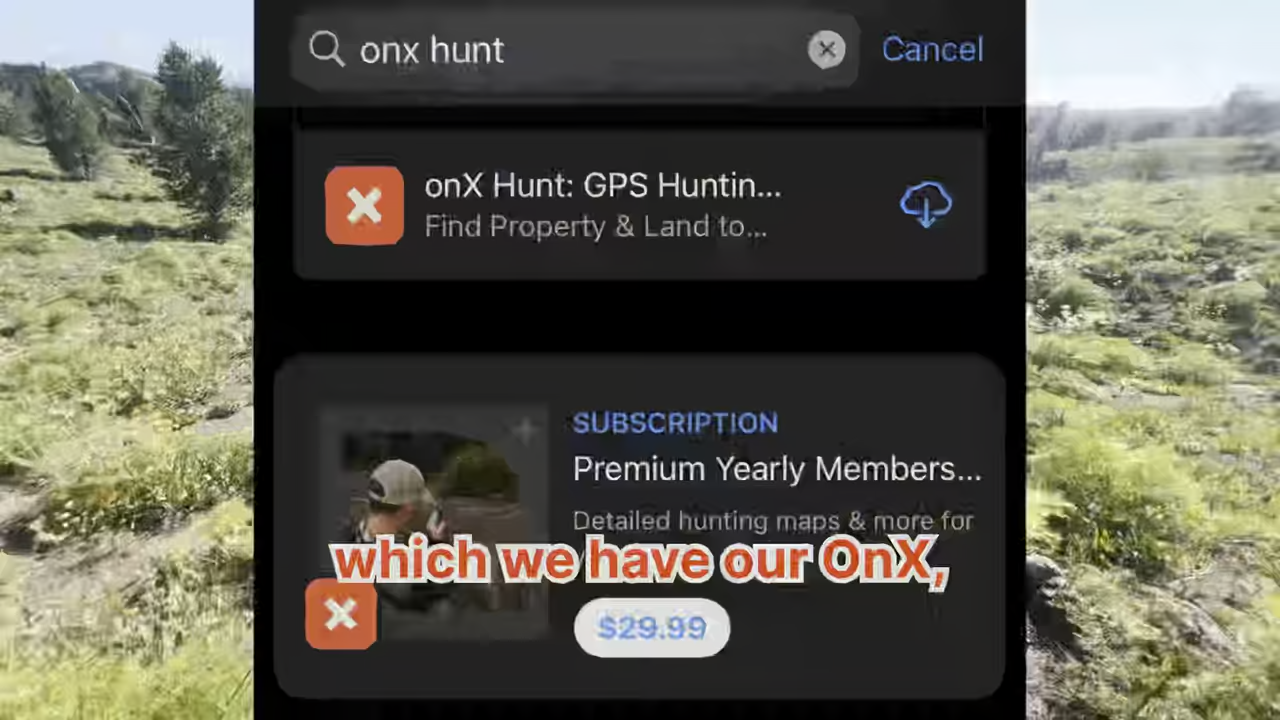 onx hunt
Cancel
onX Hunt: GPS Huntin...
Find Property & Land to...
SUBSCRIPTION
Premium Yearly Members...
Detailed hunting maps & more for
which we have our OnX,
$29.99